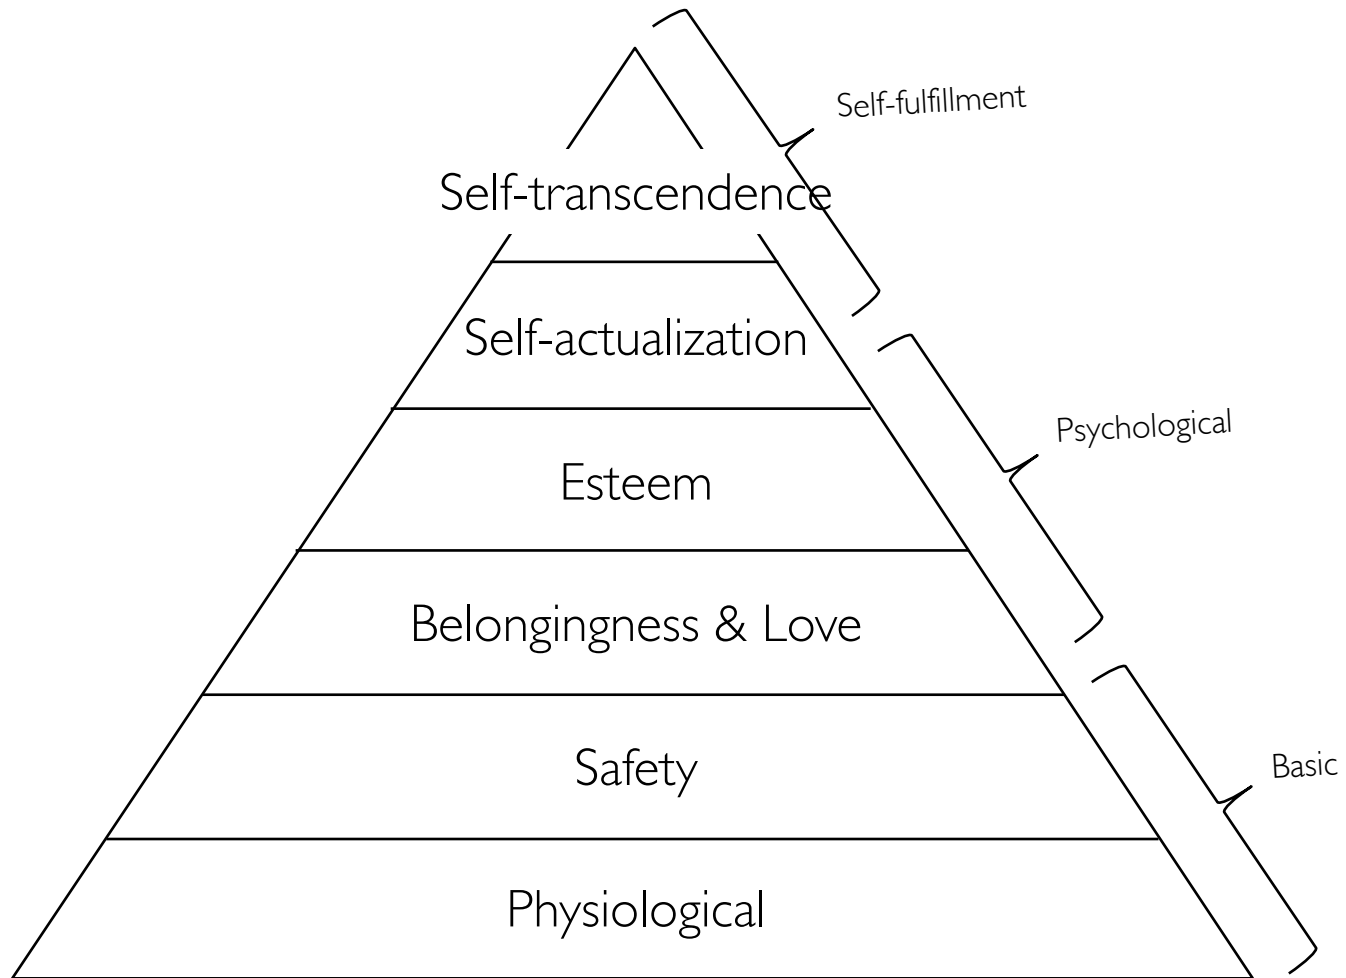 Self-fulfillment
Self-transcendence
Self-actualization
Psychological
Esteem
Belongingness & Love
Safety
Basic
Physiological